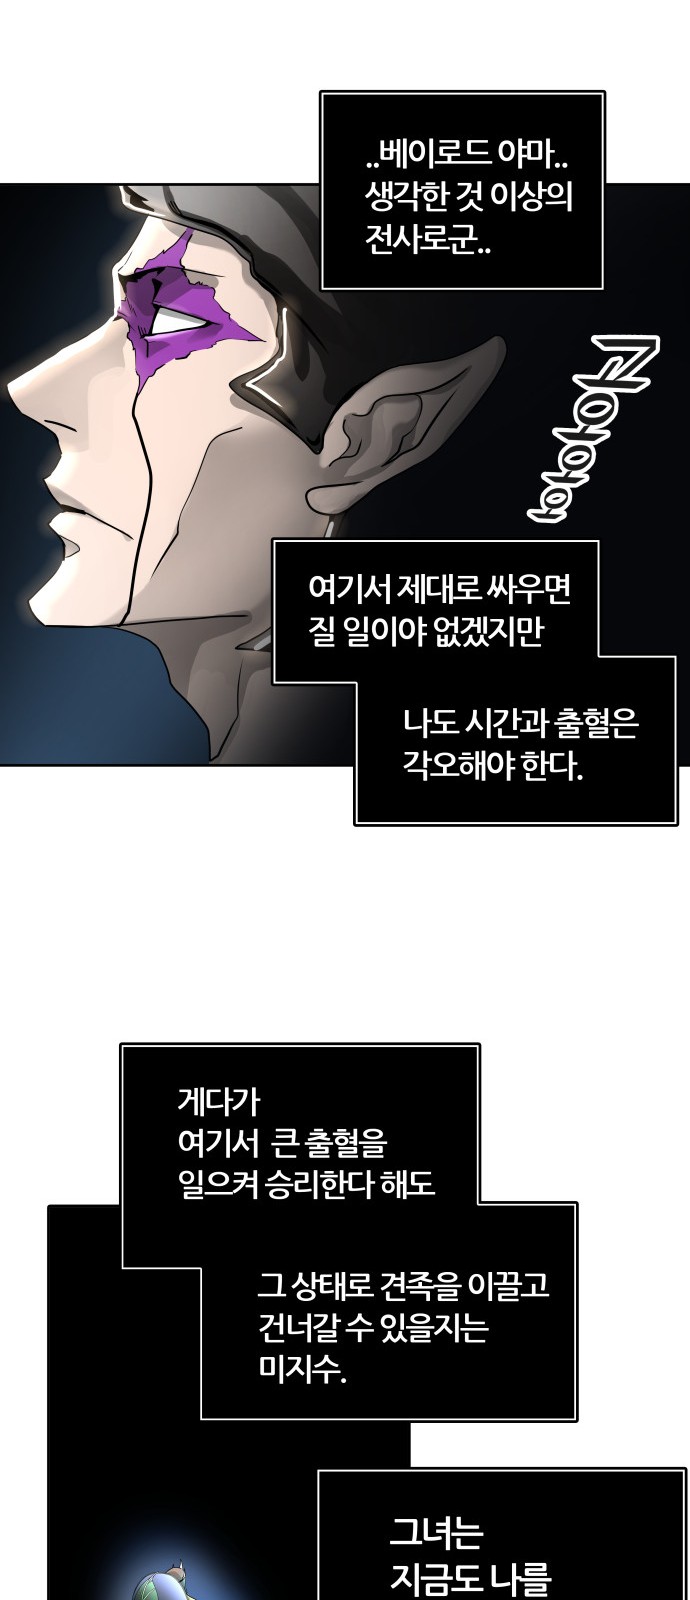 ..베이로드 야마..
생각한 것 이상의
전사로군..
고아아아아
여기서 제대로 싸우면
질 일이야 없겠지만
나도 시간과 출혈은
각오해야 한다.
게다가
여기서 큰 출혈을
일으켜 승리한다 해도
그 상태로 견족을 이끌고
건너갈 수 있을지는
미지수.
그녀는
지금도 나를